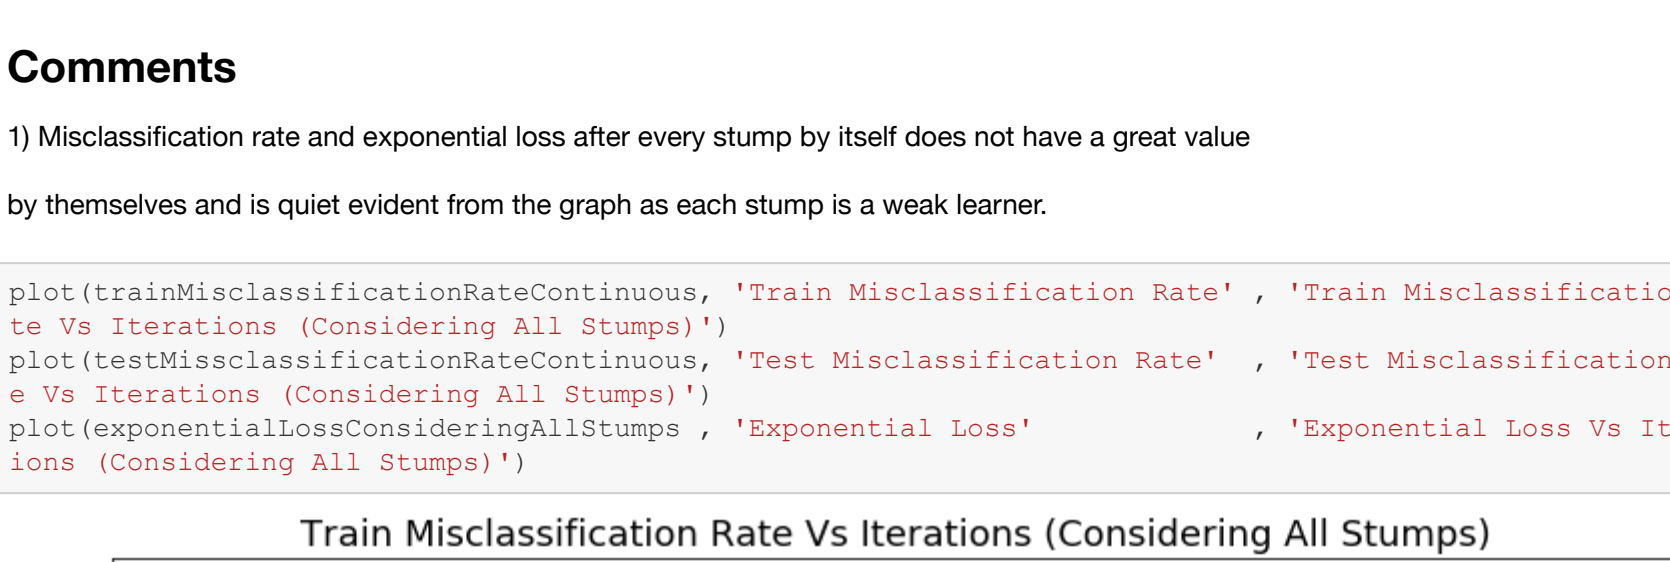 Comments
1) Misclassification rate and exponential loss after every stump by itself does not have a great value
by themselves and is quiet evident from the graph as each stump is a weak learner.
plot(trainMisclassificationRateContinuous, 'Train Misclassification Rate' , 'Train Misclassificatio
te Vs Iterations (Considering All Stumps)')
plot(testMissclassificationRateContinuous, 'Test Misclassification Rate'  , 'Test Misclassification
e Vs Iterations (Considering All Stumps)')
plot(exponentialLossConsideringAllStumps , 'Exponential Loss'             , 'Exponential Loss Vs It
ions (Considering All Stumps)')
Train Misclassification Rate Vs Iterations (Considering All Stumps)